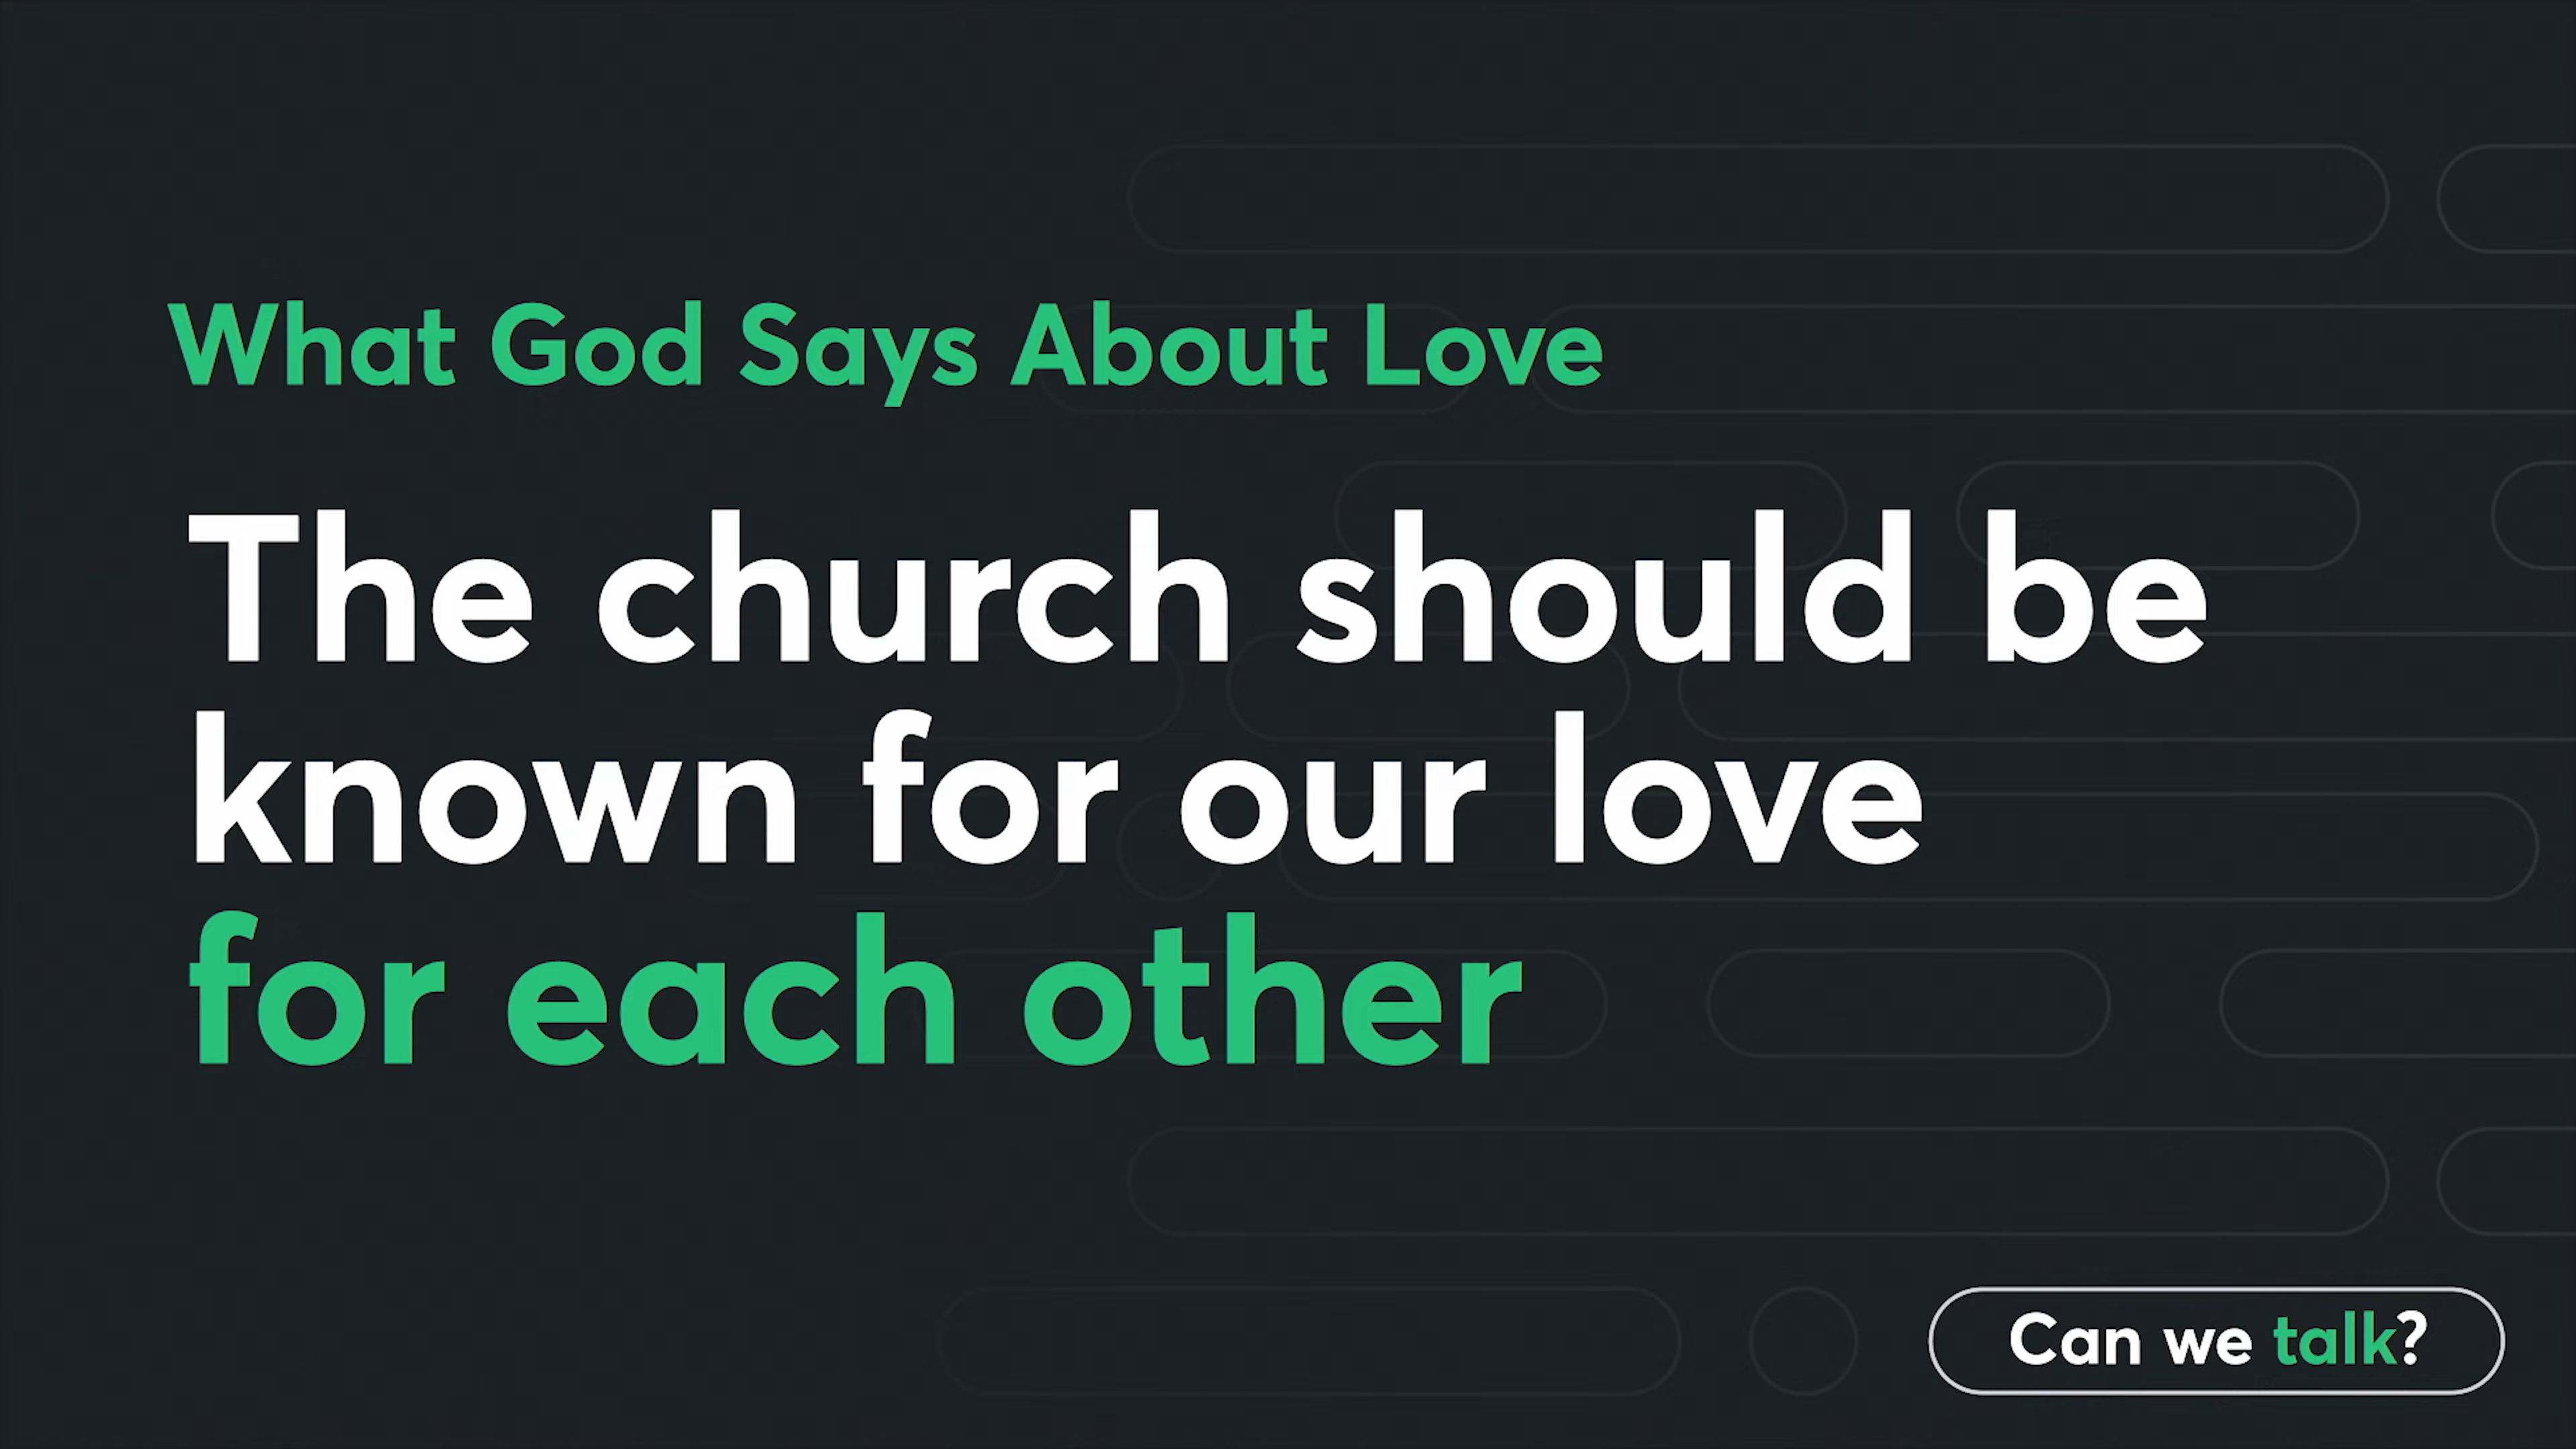 What God Says About Love
The church should be
known for our love
for each other
Can we talk?